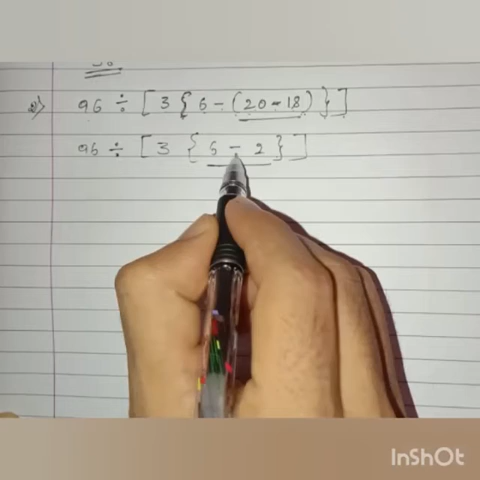 2) 96 ÷ [ 3 { 6 - ( 20 - 18 ) } ]
96 ÷ [ 3 { 6 - 2 } ]
InShOt